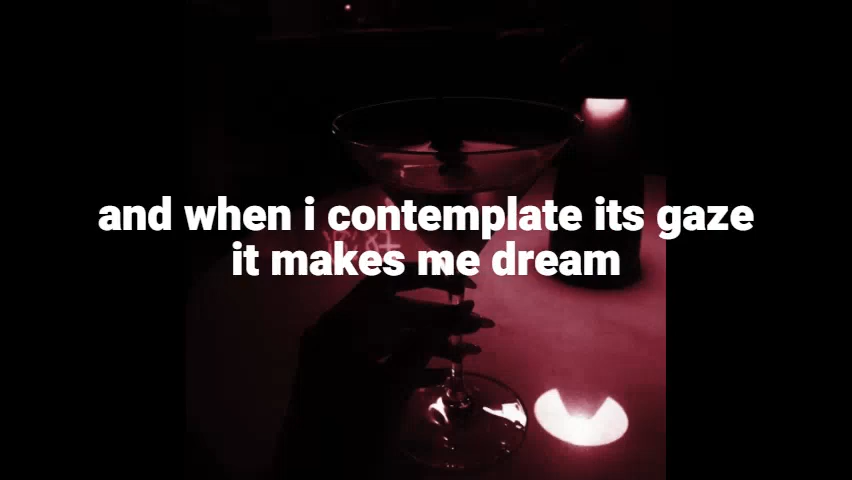 and when i contemplate its gaze
it makes me dream